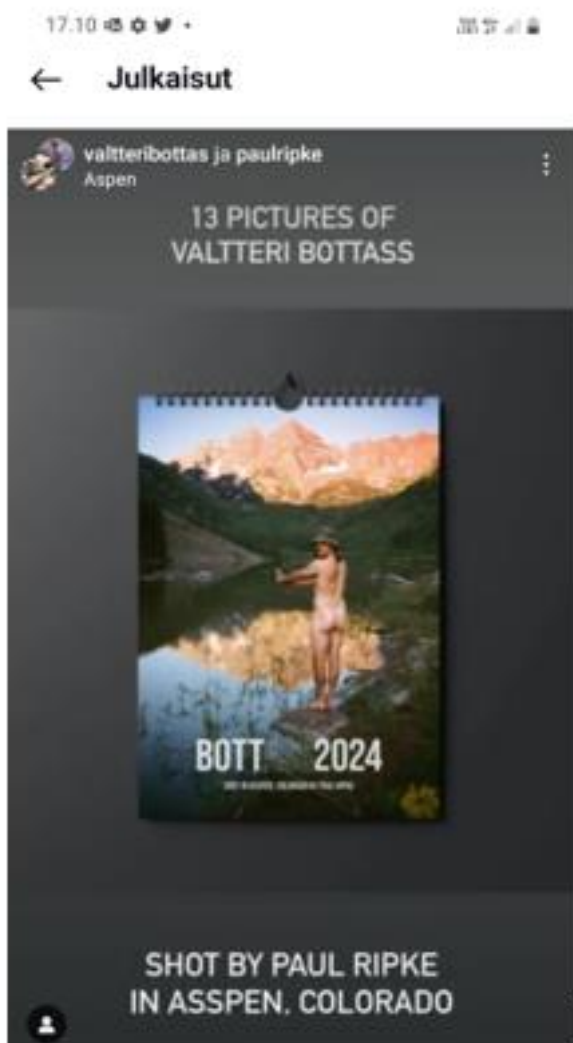 17.10
Julkaisut
valtteribottas ja paulripke
Aspen
13 PICTURES OF
VALTTERI BOTTASS
BOTT 2024
SHOT BY PAUL RIPKE
IN ASSPEN, COLORADO